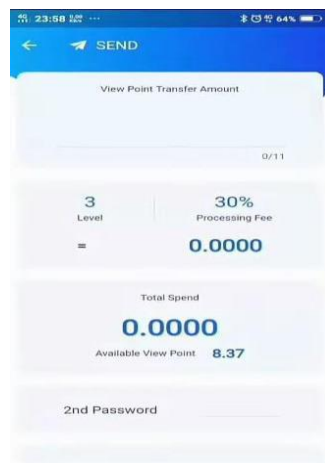 23:58 ··· 64%
SEND
View Point Transfer Amount
0/11
3 30%
Level Processing Fee
= 0.0000
Total Spend
0.0000
Available View Point 8.37
2nd Password